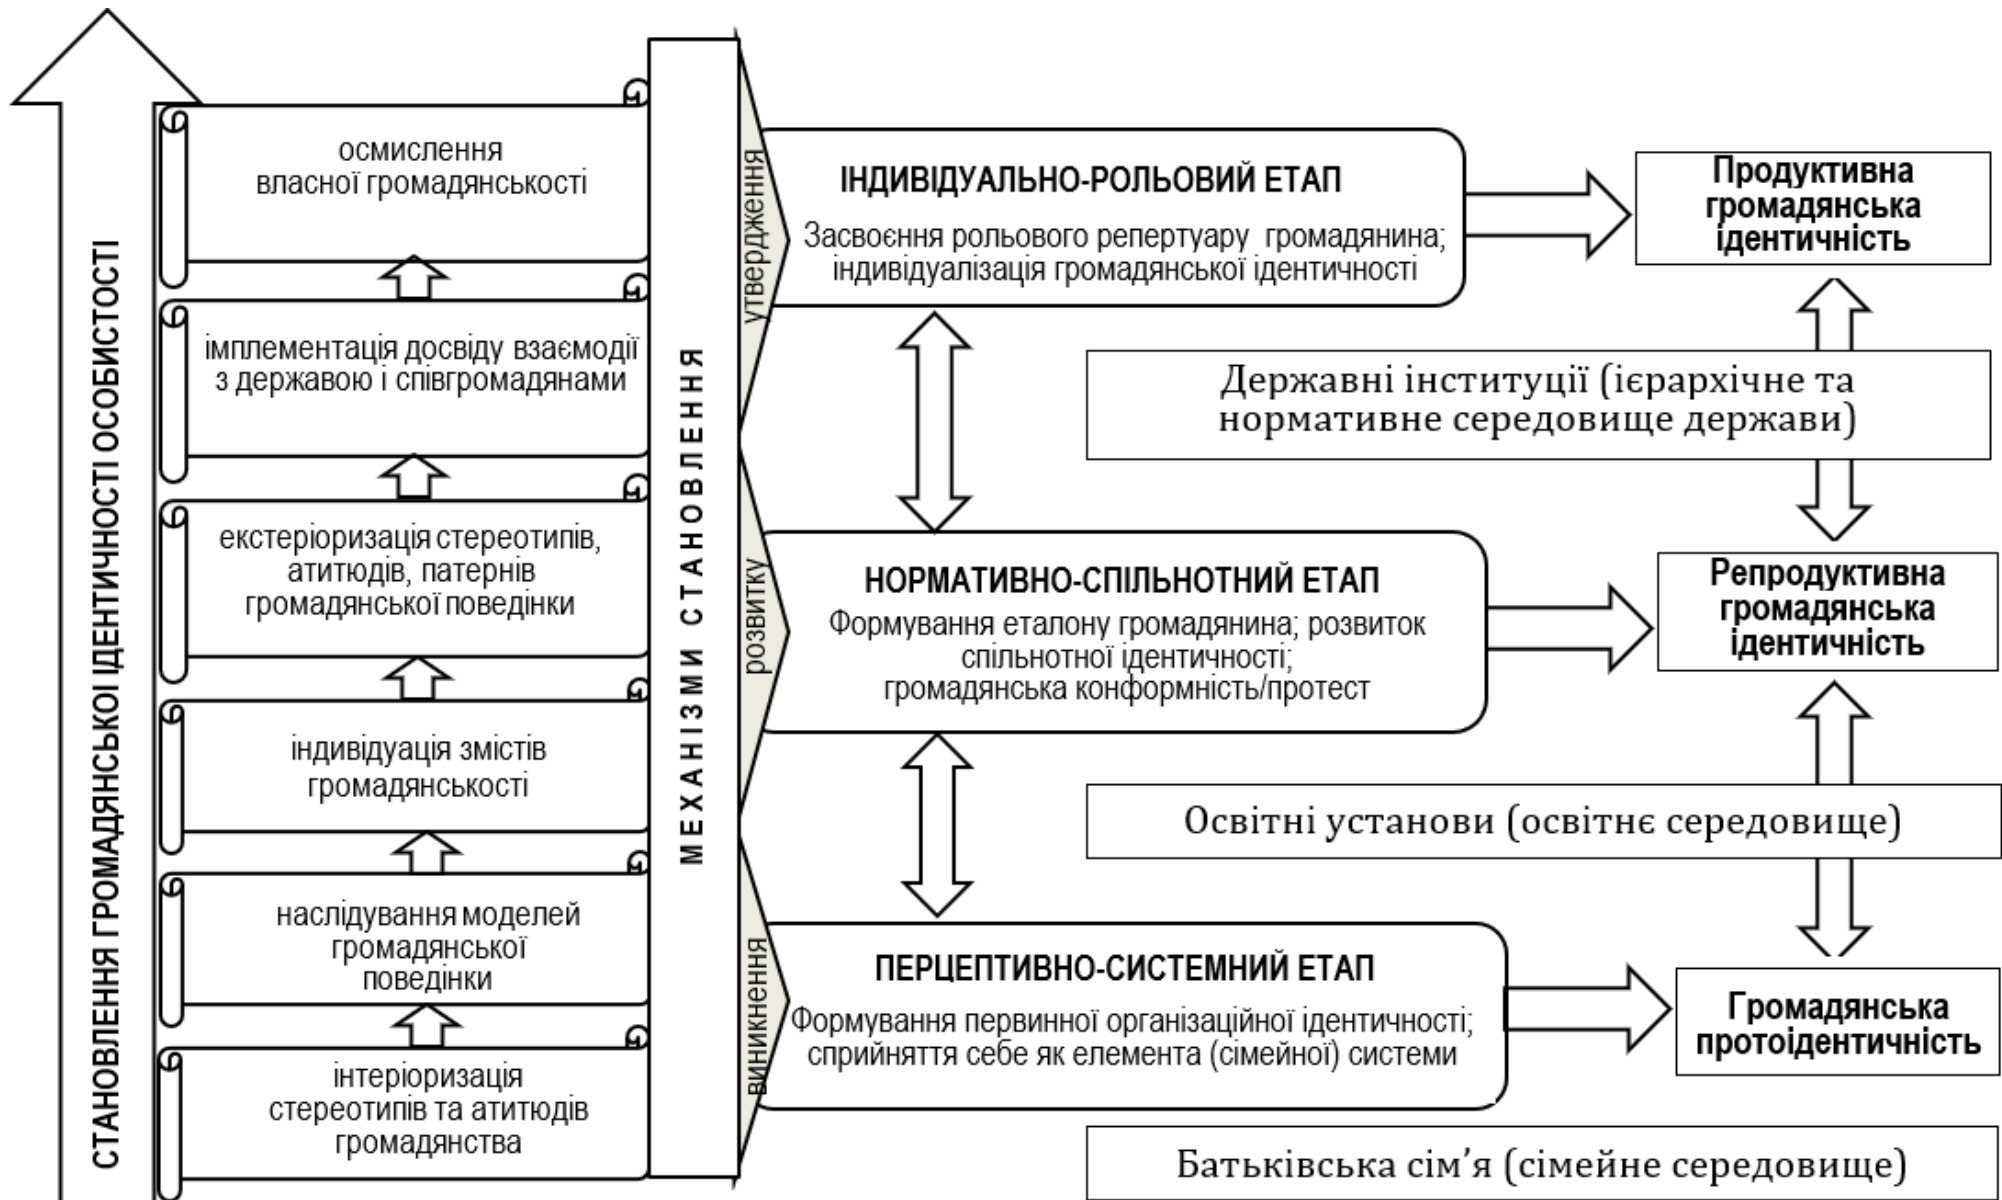 СТАНОВЛЕННЯ ГРОМАДЯНСЬКОЇ ІДЕНТИЧНОСТІ ОСОБИСТОСТІ
осмислення
власної громадянськості
імплементація досвіду взаємодії
з державою і співгромадянами
екстеріоризація стереотипів,
атитюдів, патернів
громадянської поведінки
індивідуація змістів
громадянськості
наслідування моделей
громадянської
поведінки
інтеріоризація
стереотипів та атитюдів
громадянства
МЕХАНІЗМИ СТАНОВЛЕННЯ
утвердження
розвитку
виникнення
ІНДИВІДУАЛЬНО-РОЛЬОВИЙ ЕТАП
Засвоєння рольового репертуару громадянина;
індивідуалізація громадянської ідентичності
НОРМАТИВНО-СПІЛЬНОТНИЙ ЕТАП
Формування еталону громадянина; розвиток
спільнотної ідентичності;
громадянська конформність/протест
ПЕРЦЕПТИВНО-СИСТЕМНИЙ ЕТАП
Формування первинної організаційної ідентичності;
сприйняття себе як елемента (сімейної) системи
Продуктивна
громадянська
ідентичність
Державні інституції (ієрархічне та
нормативне середовище держави)
Репродуктивна
громадянська
ідентичність
Освітні установи (освітнє середовище)
Громадянська
протоідентичність
Батьківська сім’я (сімейне середовище)